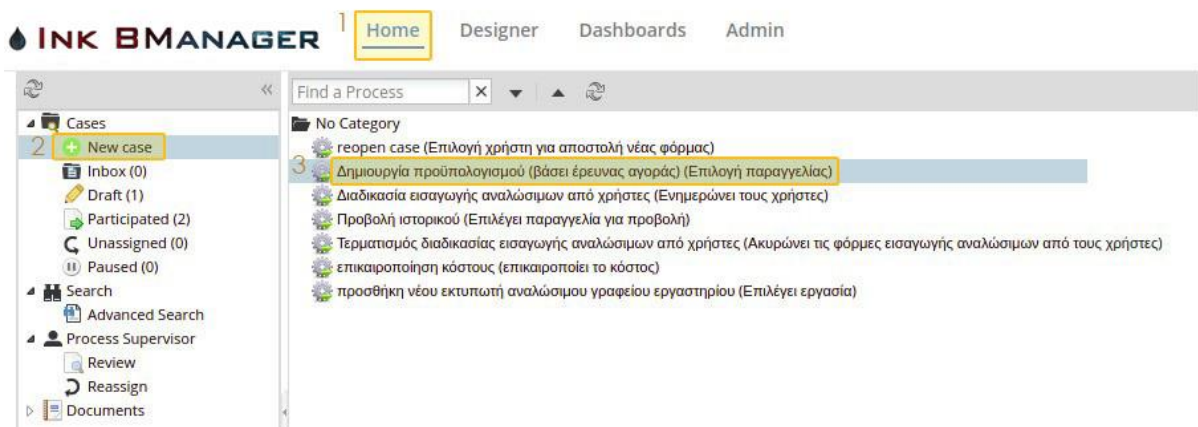 INK BMANAGER 1 Home Designer Dashboards Admin
Find a Process
Cases
2 New case
Inbox (0)
Draft (1)
Participated (2)
Unassigned (0)
Paused (0)
Search
Advanced Search
Process Supervisor
Review
Reassign
Documents
No Category
reopen case (Επιλογή χρήστη για αποστολή νέας φόρμας)
3 Δημιουργία προϋπολογισμού (βάσει έρευνας αγοράς) (Επιλογή παραγγελίας)
Διαδικασία εισαγωγής αναλώσιμων από χρήστες (Ενημερώνει τους χρήστες)
Προβολή ιστορικού (Επιλέγει παραγγελία για προβολή)
Τερματισμός διαδικασίας εισαγωγής αναλώσιμων από χρήστες (Ακυρώνει τις φόρμες εισαγωγής αναλώσιμων από τους χρήστες)
επικαιροποίηση κόστους (επικαιροποίει το κόστος)
προσθήκη νέου εκτυπωτή αναλώσιμου γραφείου εργαστηρίου (Επιλέγει εργασία)